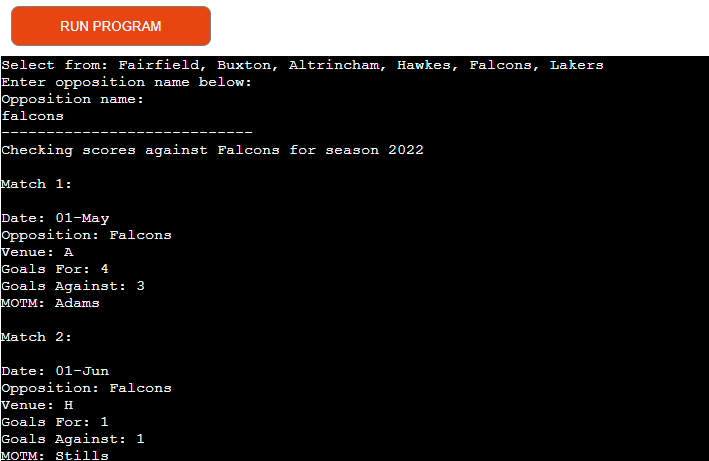 RUN PROGRAM
Select from: Fairfield, Buxton, Altrincham, Hawkes, Falcons, Lakers
Enter opposition name below:
Opposition name:
falcons
----------------------------
Checking scores against Falcons for season 2022
Match 1:
Date: 01-May
Opposition: Falcons
Venue: A
Goals For: 4
Goals Against: 3
MOTM: Adams
Match 2:
Date: 01-Jun
Opposition: Falcons
Venue: H
Goals For: 1
Goals Against: 1
MOTM: Stills